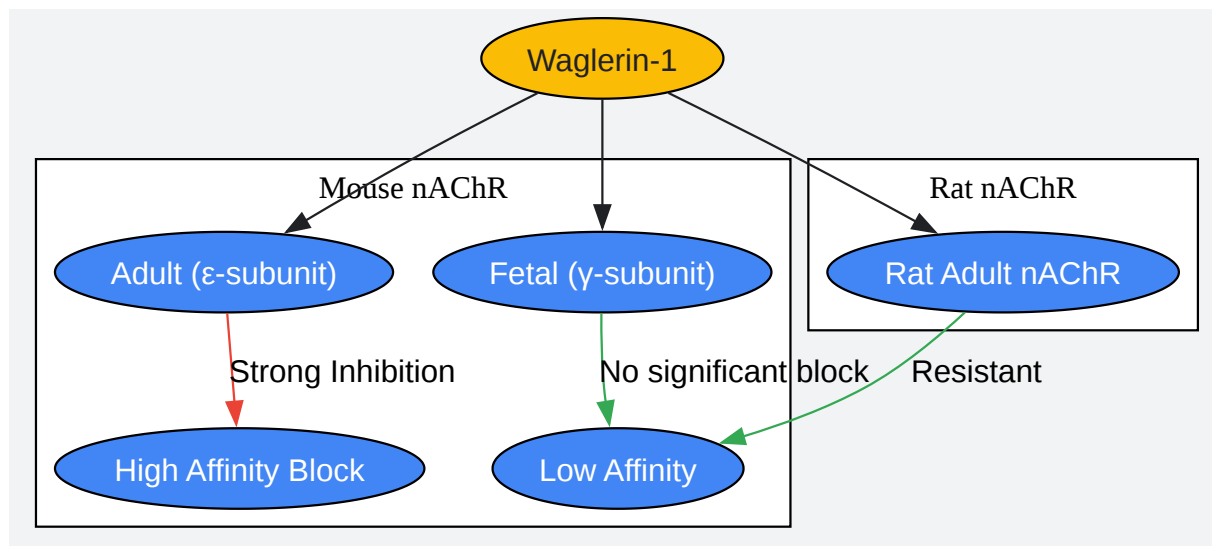 Waglerin-1
Mouse nAChR
Rat nAChR
Adult (ε-subunit)
Fetal (γ-subunit)
Rat Adult nAChR
Strong Inhibition
No significant block
Resistant
High Affinity Block
Low Affinity